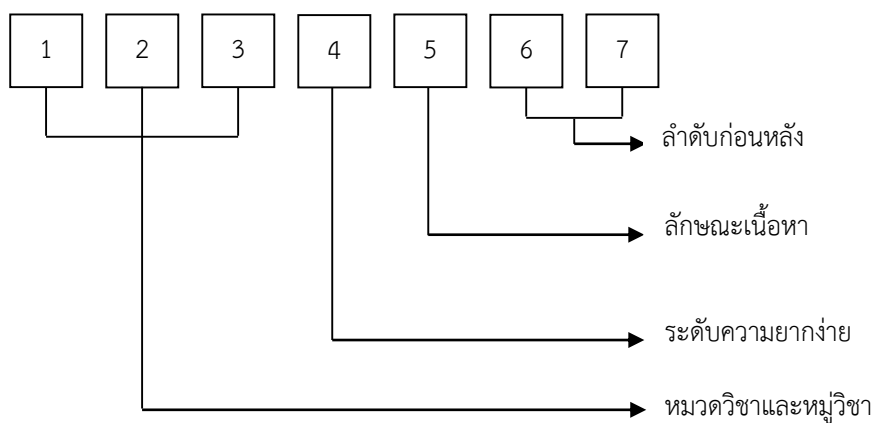 1 2 3 4 5 6 7
ลำดับก่อนหลัง
ลักษณะเนื้อหา
ระดับความยากง่าย
หมวดวิชาและหมู่วิชา